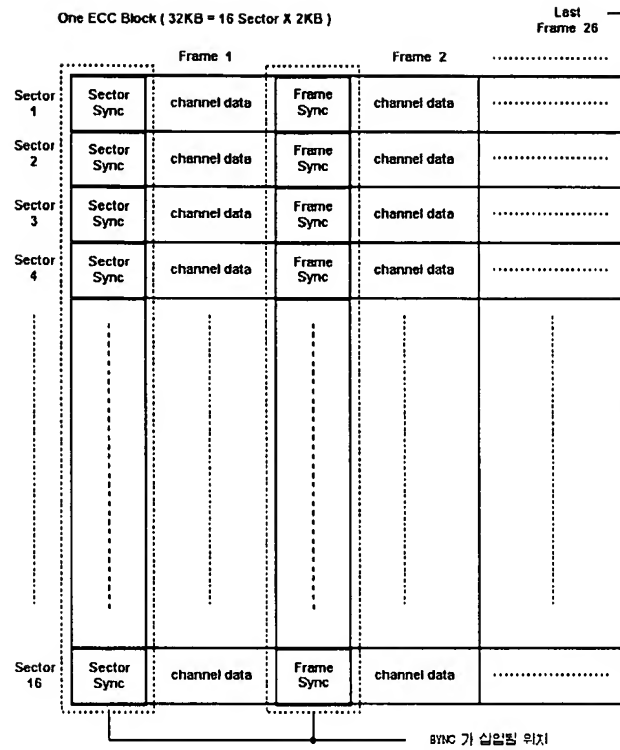 One ECC Block ( 32KB = 16 Sector X 2KB )
Last
Frame 26
Frame 1
Frame 2
Sector
1
Sector
Sync
channel data
Frame
Sync
channel data
Sector
2
Sector
Sync
channel data
Frame
Sync
channel data
Sector
3
Sector
Sync
channel data
Frame
Sync
channel data
Sector
4
Sector
Sync
channel data
Frame
Sync
channel data
Sector
16
Sector
Sync
channel data
Frame
Sync
channel data
SYNC 가 삽입될 위치